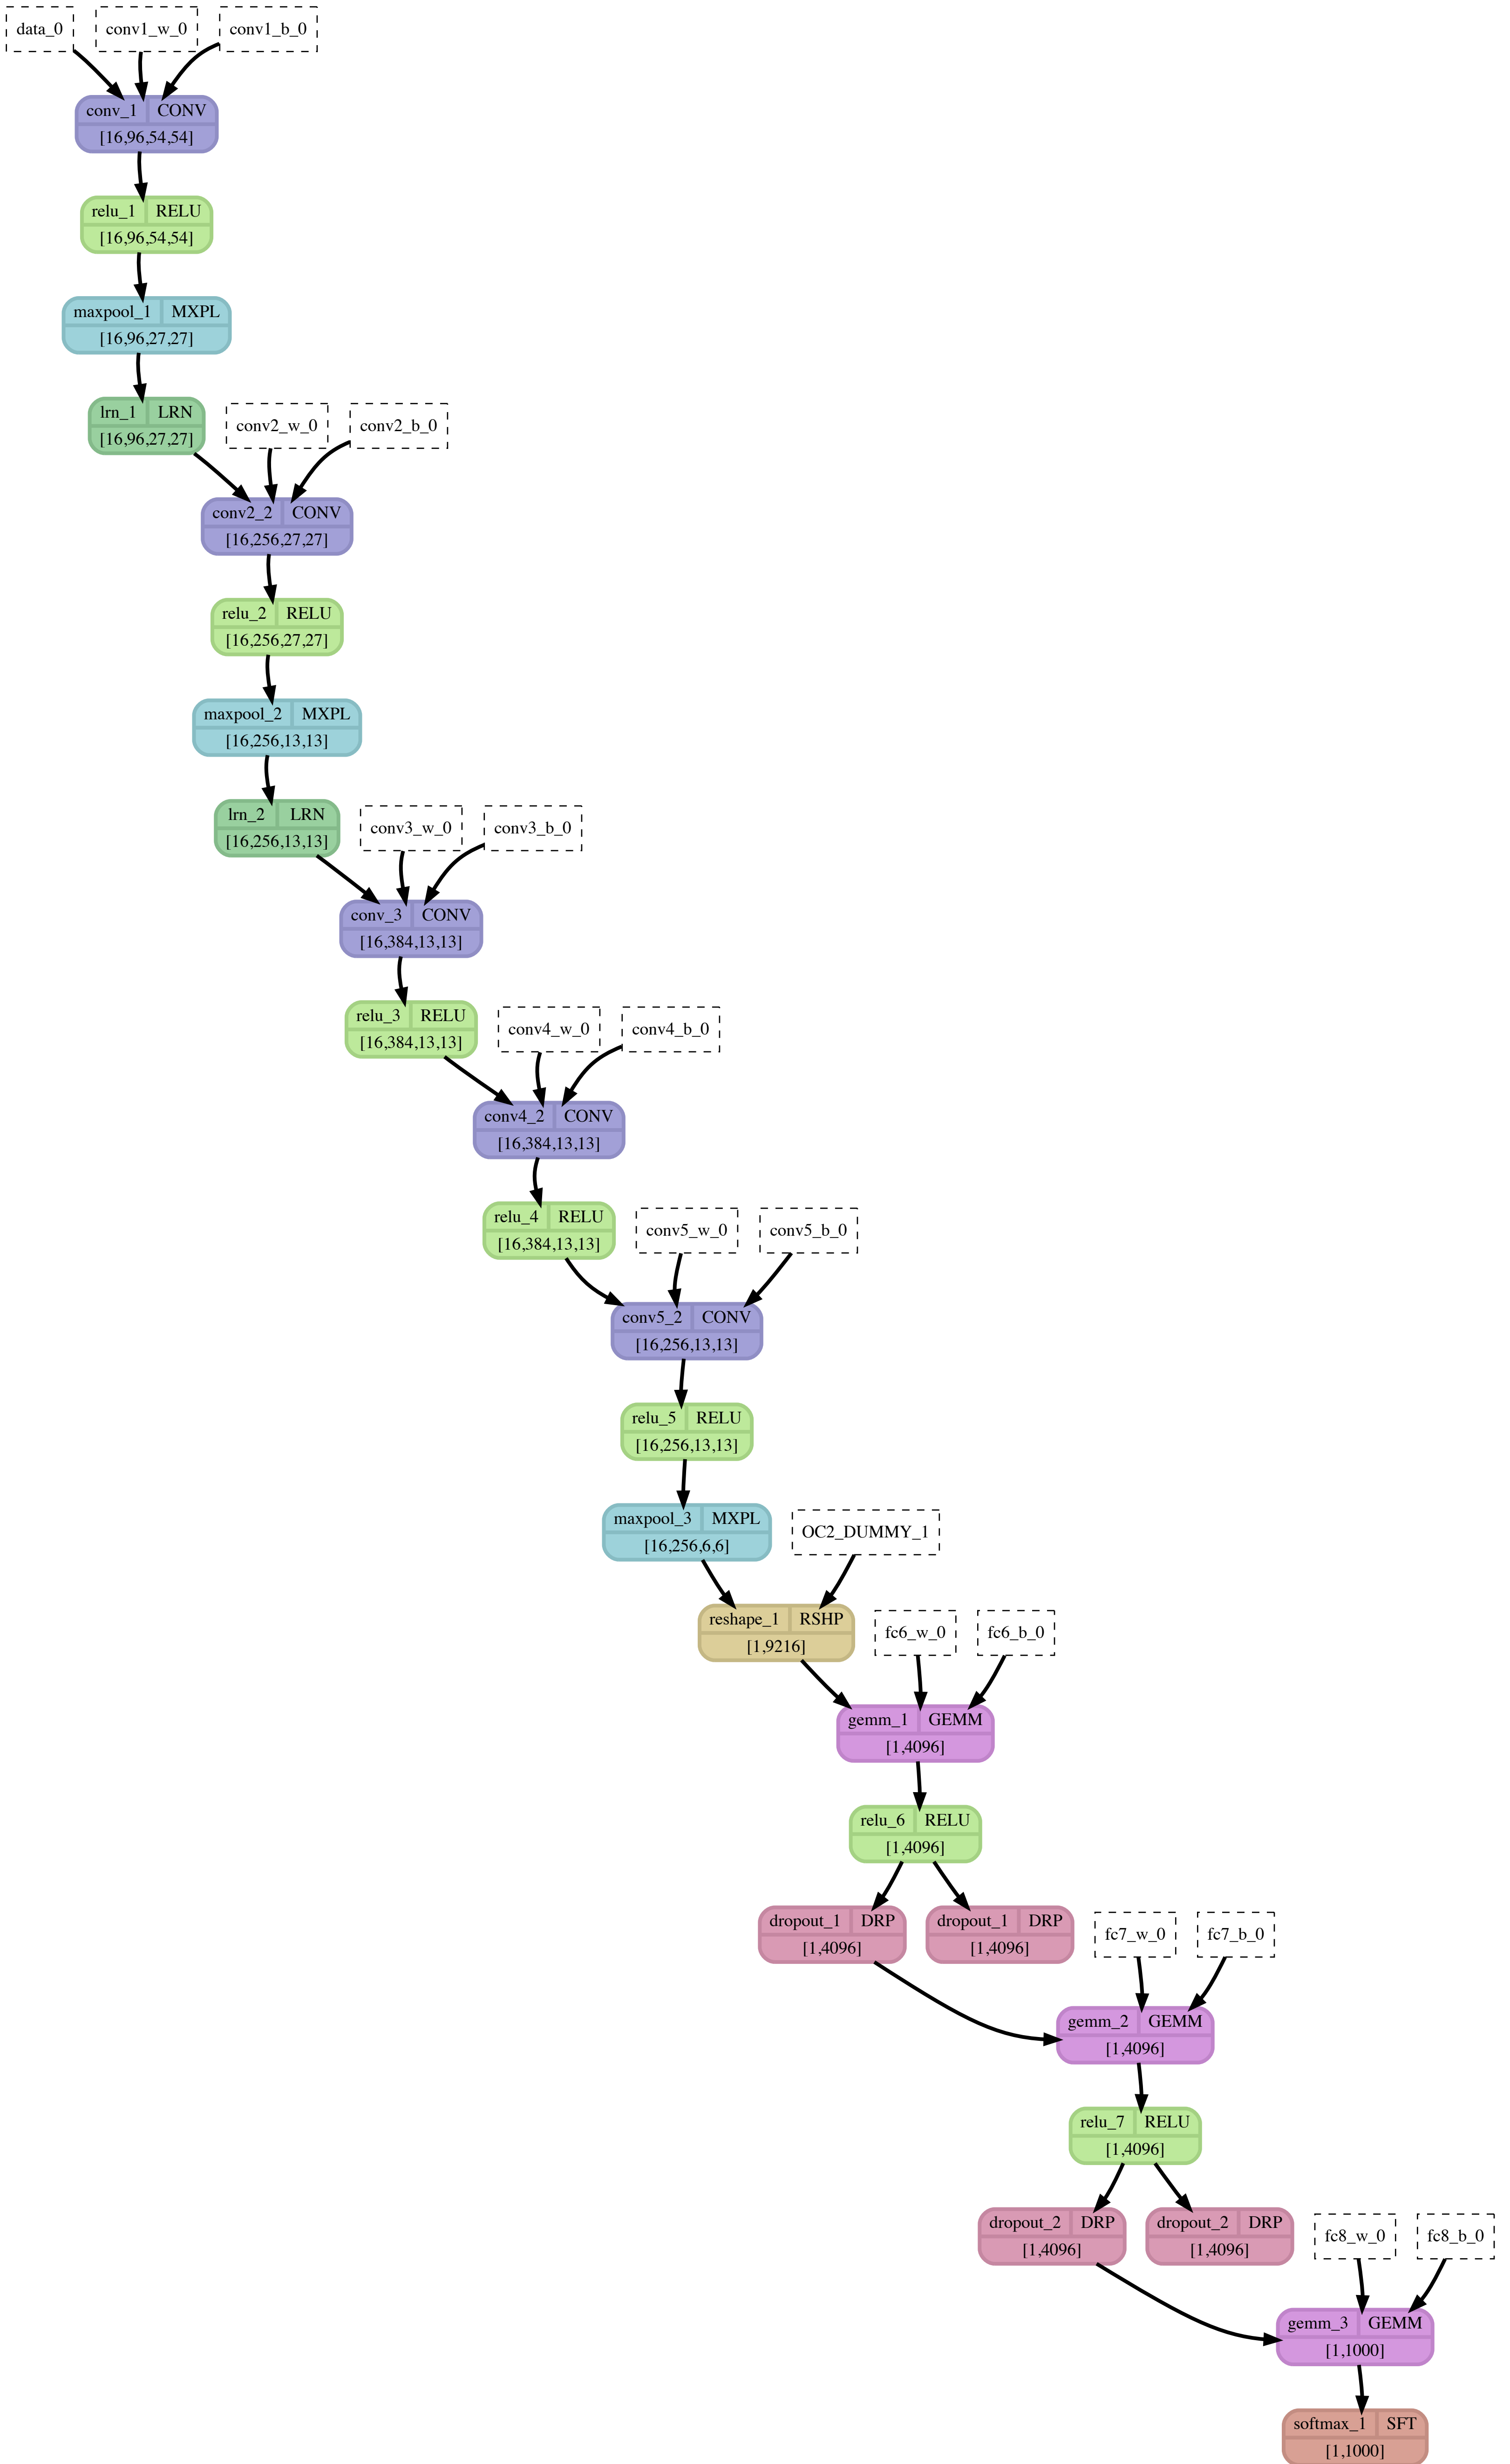 data_0 conv1_w_0 conv1_b_0
conv_1 CONV
[16,96,54,54]
relu_1 RELU
[16,96,54,54]
maxpool_1 MXPL
[16,96,27,27]
lrn_1 LRN
[16,96,27,27]
conv2_w_0 conv2_b_0
conv2_2 CONV
[16,256,27,27]
relu_2 RELU
[16,256,27,27]
maxpool_2 MXPL
[16,256,13,13]
lrn_2 LRN
[16,256,13,13]
conv3_w_0 conv3_b_0
conv_3 CONV
[16,384,13,13]
relu_3 RELU
[16,384,13,13]
conv4_w_0 conv4_b_0
conv4_2 CONV
[16,384,13,13]
relu_4 RELU
[16,384,13,13]
conv5_w_0 conv5_b_0
conv5_2 CONV
[16,256,13,13]
relu_5 RELU
[16,256,13,13]
maxpool_3 MXPL
[16,256,6,6]
OC2_DUMMY_1
reshape_1 RSHP
[1,9216]
fc6_w_0 fc6_b_0
gemm_1 GEMM
[1,4096]
relu_6 RELU
[1,4096]
dropout_1 DRP
[1,4096]
dropout_1 DRP
[1,4096]
fc7_w_0 fc7_b_0
gemm_2 GEMM
[1,4096]
relu_7 RELU
[1,4096]
dropout_2 DRP
[1,4096]
dropout_2 DRP
[1,4096]
fc8_w_0 fc8_b_0
gemm_3 GEMM
[1,1000]
softmax_1 SFT
[1,1000]